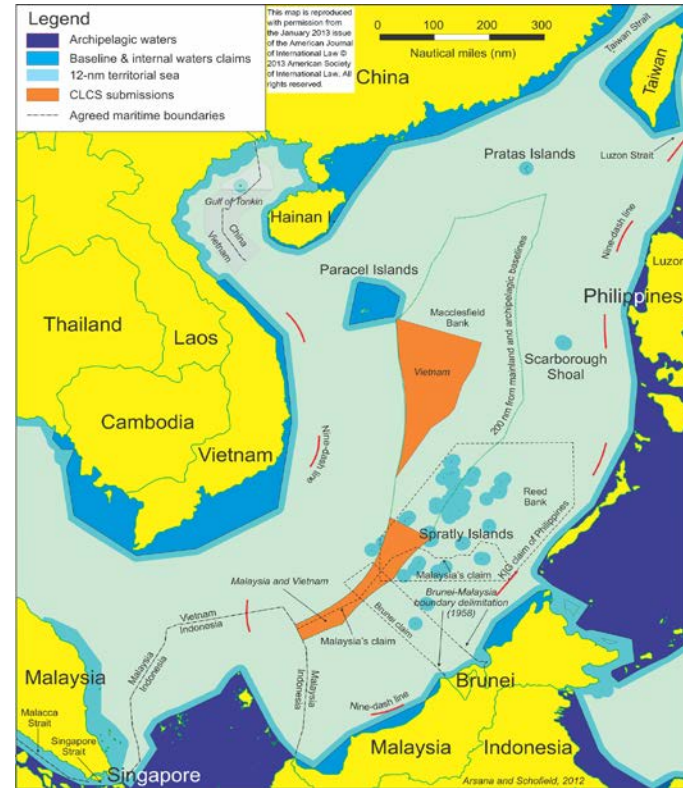 Legend
Archipelagic waters
Baseline & internal waters claims
12-nm territorial sea
CLCS submissions
Agreed maritime boundaries
This map is reproduced
with permission from
the January 2013 issue
of the American Journal
of International Law ©
2013 American Society
of International Law. All
rights reserved.
0 100 200 300
Nautical miles (nm)
Taiwan Strait
China
Taiwan
Luzon Strait
Pratas Islands
Gulf of Tonkin
Hainan I.
China
Vietnam
Nine-dash line
Luzon
Paracel Islands
Philippines
Macclesfield
Bank
200 nm from mainland and archipelagic baselines
Thailand
Laos
Scarborough
Shoal
Vietnam
Cambodia
Vietnam
Nine-dash line
Reed
Bank
Spratly Islands
KIG claim of Philippines
Malaysia's claim
Malaysia and Vietnam
Brunei-Malaysia
boundary delimitation
(1958)
Brunei claim
Vietnam
Indonesia
Malaysia's claim
Malaysia
Indonesia
Malaysia
Indonesia
Malaysia
Brunei
Nine-dash line
Malacca
Strait
Singapore
Strait
Singapore
Malaysia
Indonesia
Arsana and Schofield, 2012